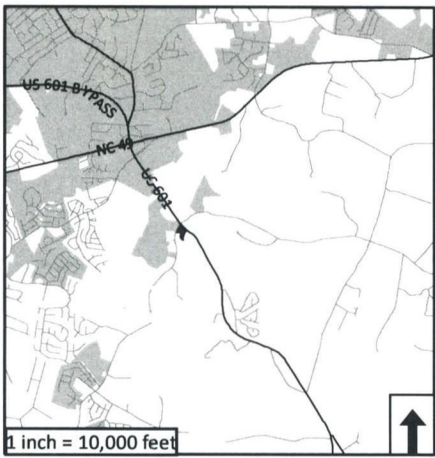 US 601 BYPASS
NC 49
US 601
1 inch = 10,000 feet